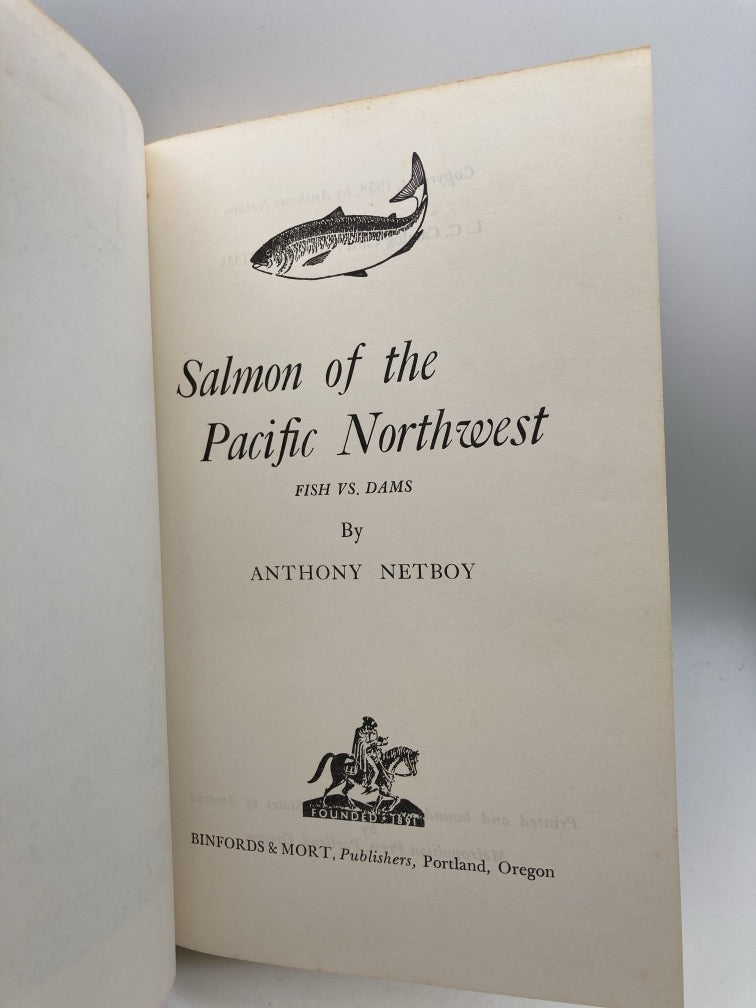 Salmon of the
Pacific Northwest
FISH VS. DAMS
By
ANTHONY NETBOY
FOUNDED : 1891
BINFORDS & MORT, Publishers, Portland, Oregon